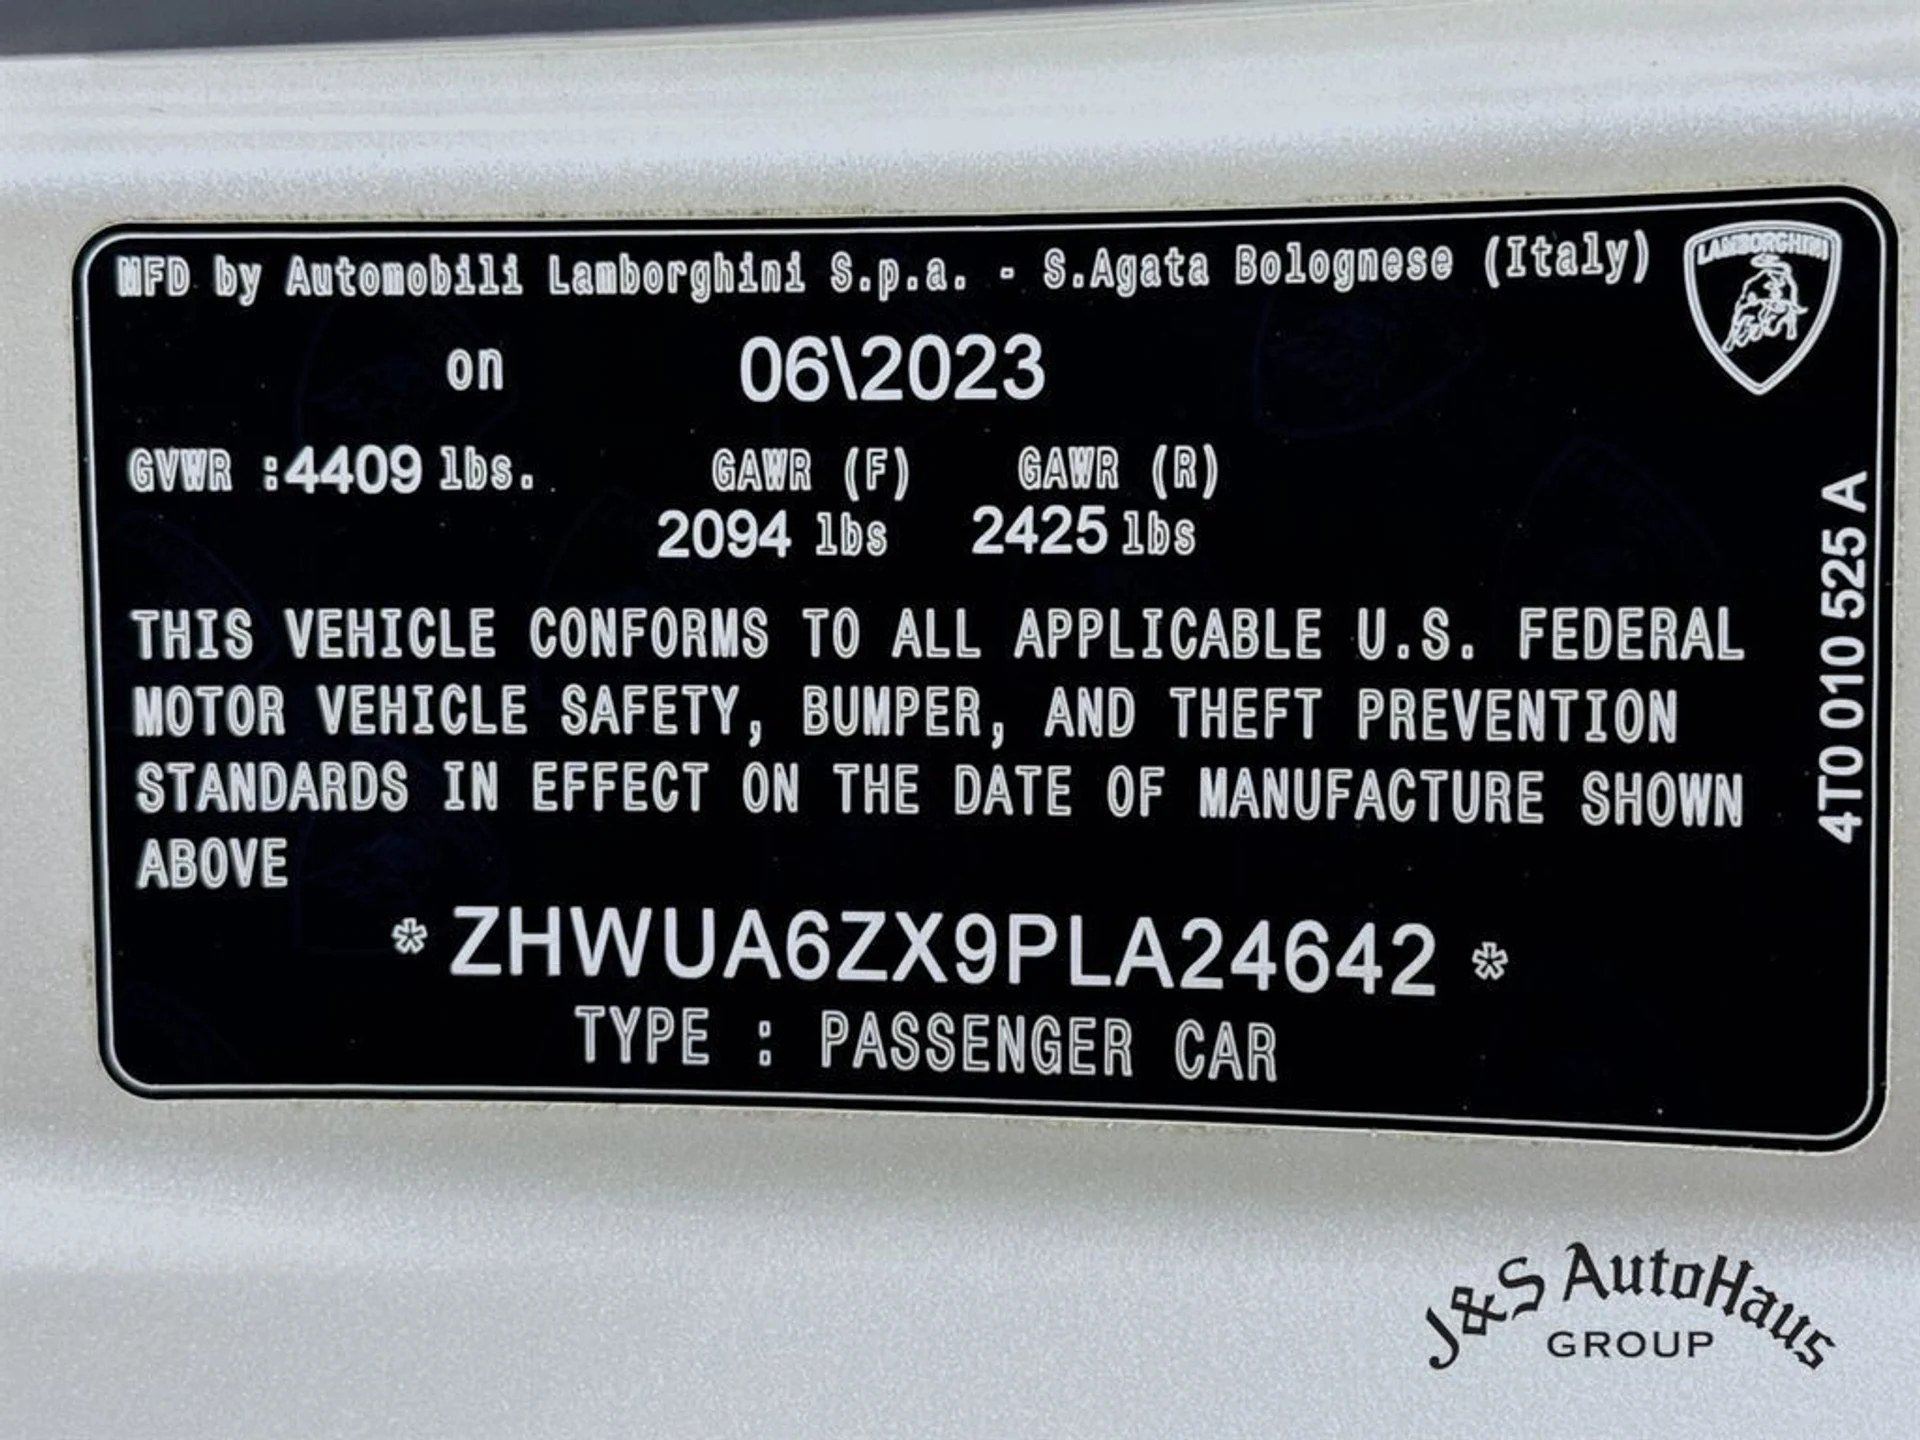 MFD by Automobili Lamborghini S.p.a. - S.Agata Bolognese (Italy)
LAMBORGHINI
on 06\2023
GVWR :4409 lbs. GAWR (F) GAWR (R)
2094 lbs 2425 lbs
THIS VEHICLE CONFORMS TO ALL APPLICABLE U.S. FEDERAL
MOTOR VEHICLE SAFETY, BUMPER, AND THEFT PREVENTION
STANDARDS IN EFFECT ON THE DATE OF MANUFACTURE SHOWN
ABOVE
* ZHWUA6ZX9PLA24642 *
TYPE : PASSENGER CAR
4T0 010 525 A
J&S AutoHaus
GROUP